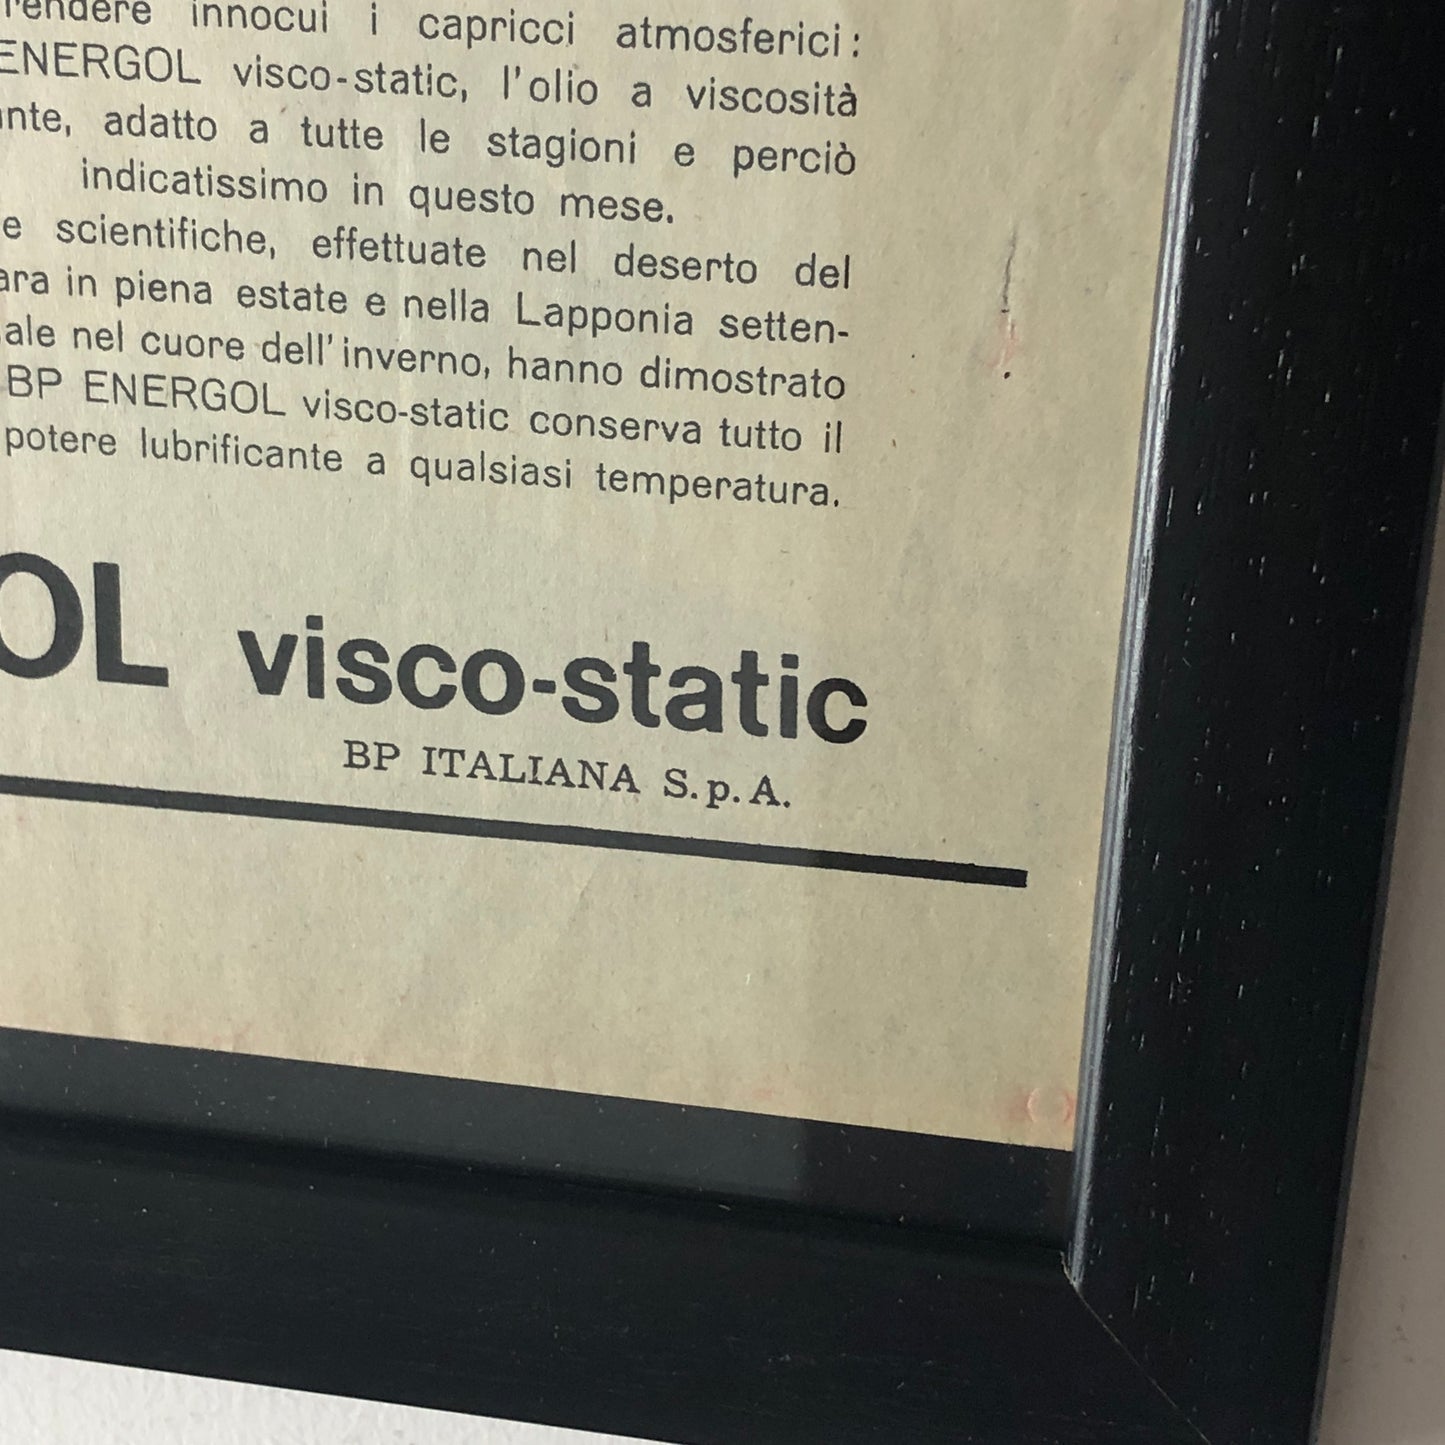 rendere innocui i capricci atmosferici:
ENERGOL visco-static, l'olio a viscosità
nte, adatto a tutte le stagioni e perciò
indicatissimo in questo mese.
e scientifiche, effettuate nel deserto del
ara in piena estate e nella Lapponia setten-
ale nel cuore dell'inverno, hanno dimostrato
BP ENERGOL visco-static conserva tutto il
potere lubrificante a qualsiasi temperatura.
OL visco-static
BP ITALIANA S.p.A.